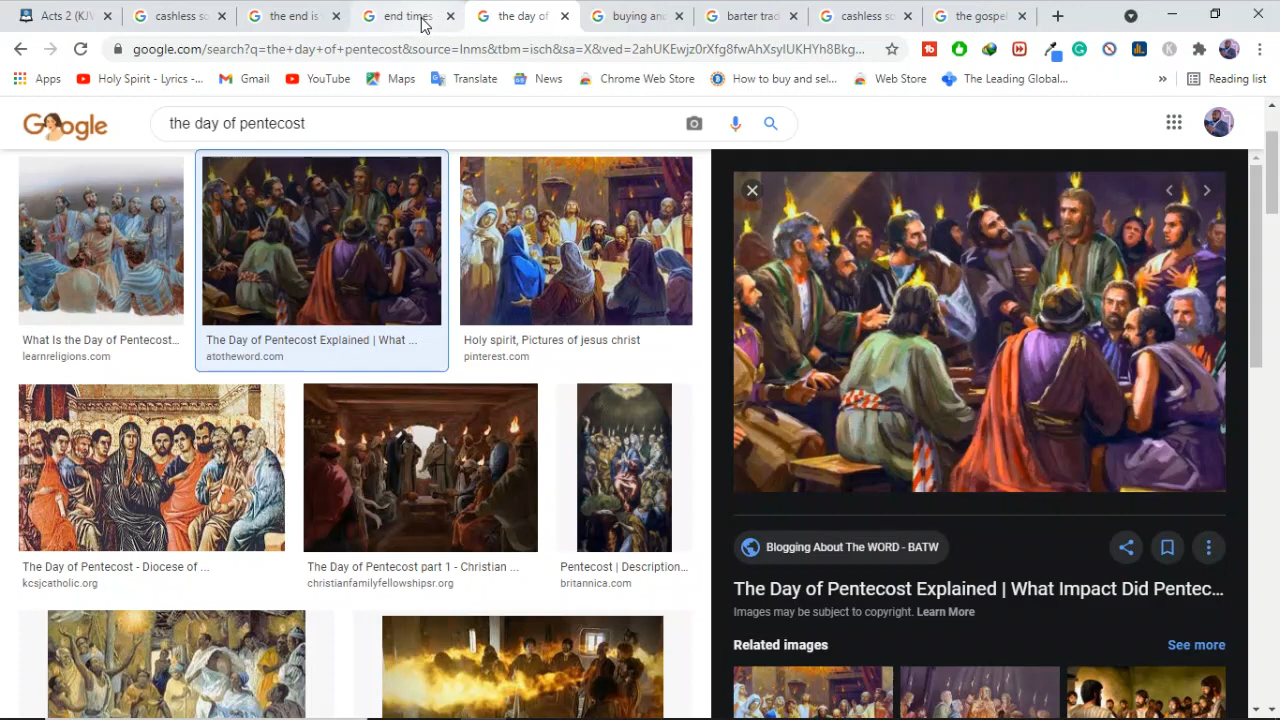 Acts 2 (KJV
cashless so
the end is
end times
the day of
buying and
barter trad
cashless so
the gospel
google.com/search?q=the+day+of+pentecost&source=lnms&tbm=isch&sa=X&ved=2ahUKEwjz0rXfg8fwAhXsyIUKHYh8Bkg...
Apps
Holy Spirit - Lyrics -...
Gmail
YouTube
Maps
Translate
News
Chrome Web Store
How to buy and sel...
Web Store
The Leading Global...
»
Reading list
Google
the day of pentecost
What Is the Day of Pentecost...
learnreligions.com
The Day of Pentecost Explained | What ...
atotheword.com
Holy spirit, Pictures of jesus christ
pinterest.com
The Day of Pentecost - Diocese of ...
kcsjcatholic.org
The Day of Pentecost part 1 - Christian ...
christianfamilyfellowshipsr.org
Pentecost | Description...
britannica.com
Blogging About The WORD - BATW
The Day of Pentecost Explained | What Impact Did Pentec...
Images may be subject to copyright. Learn More
Related images
See more